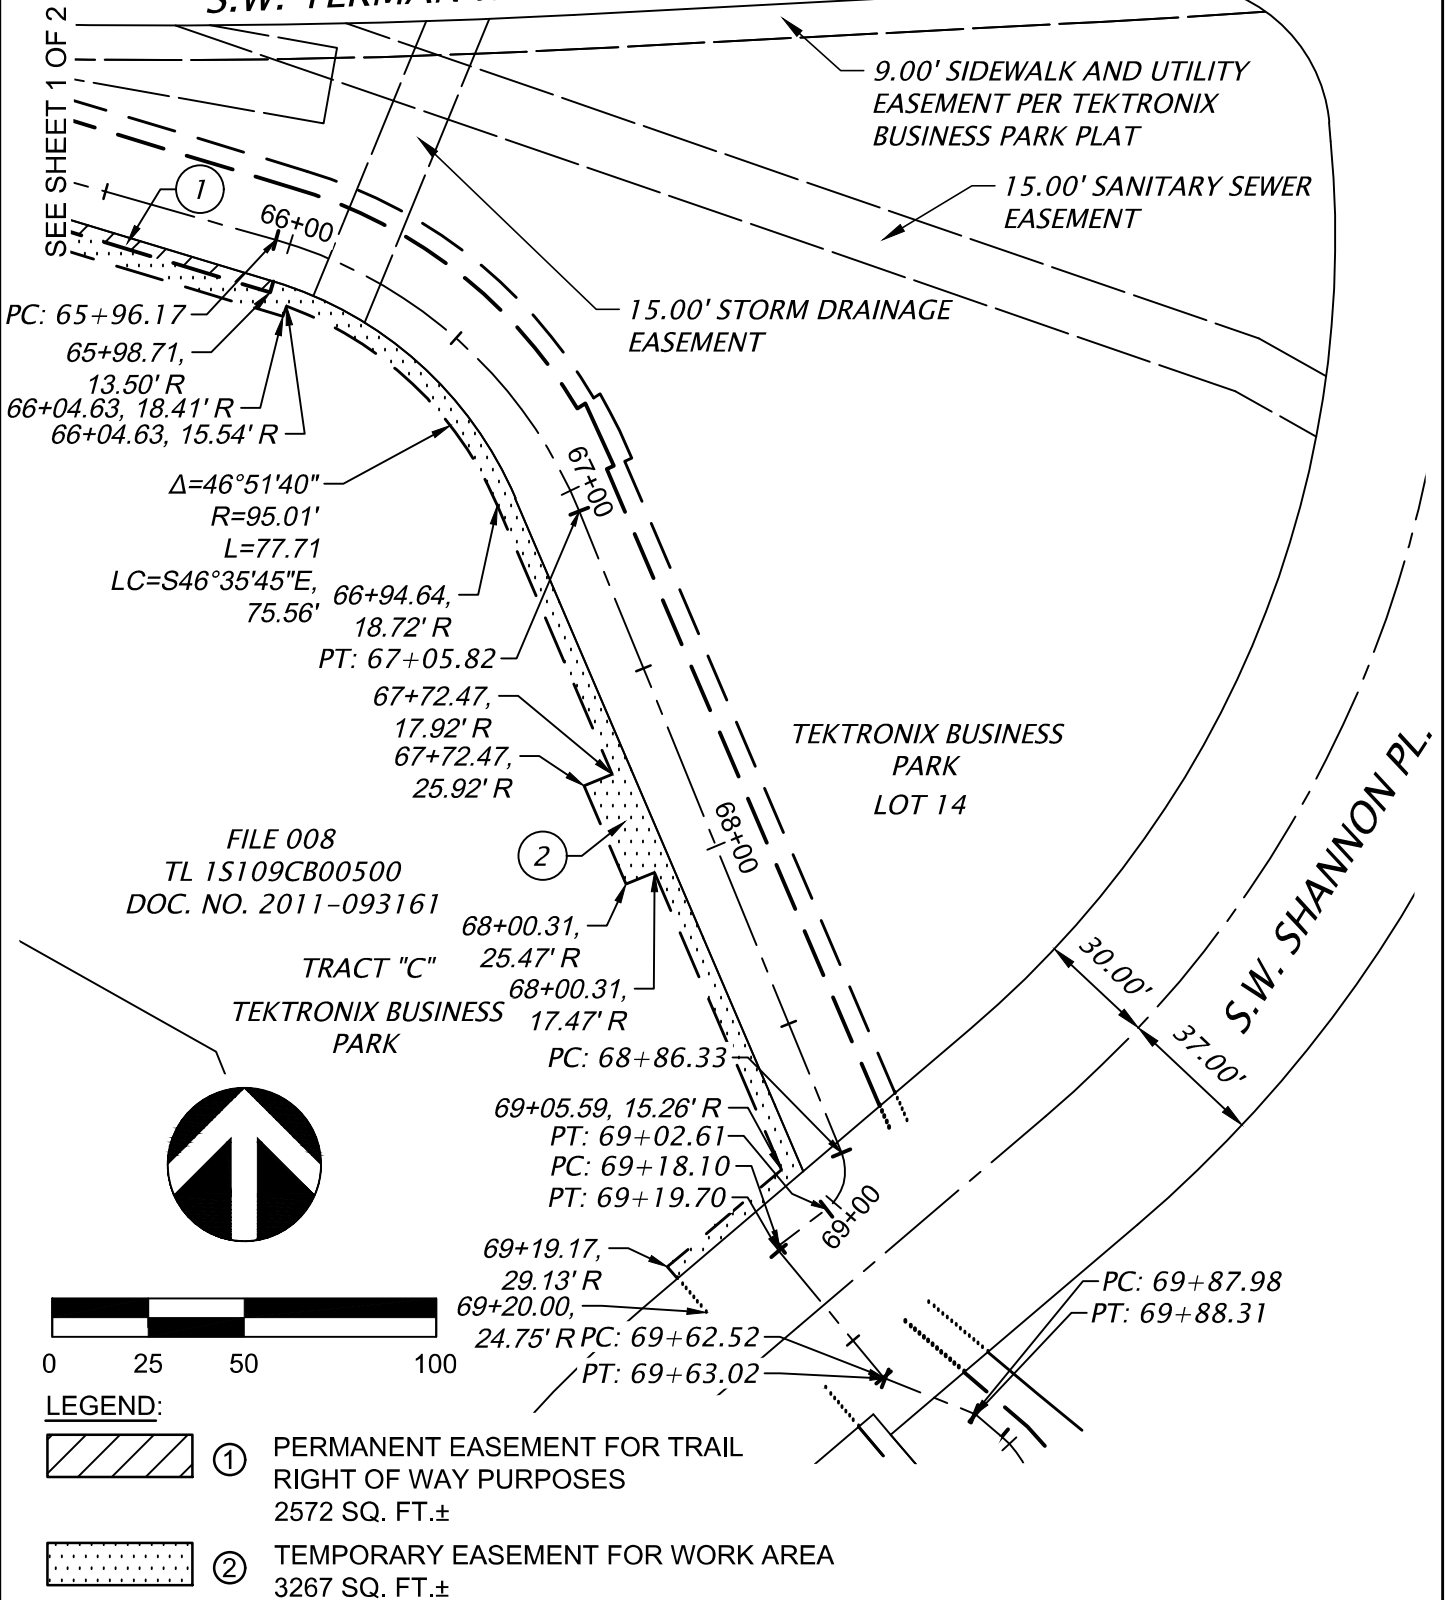 SEE SHEET 1 OF 2
9.00' SIDEWALK AND UTILITY
EASEMENT PER TEKTRONIX
BUSINESS PARK PLAT
15.00' SANITARY SEWER
EASEMENT
1
66+00
15.00' STORM DRAINAGE
EASEMENT
PC: 65+96.17
65+98.71,
13.50' R
66+04.63, 18.41' R
66+04.63, 15.54' R
Δ=46°51'40"
R=95.01'
L=77.71
LC=S46°35'45"E,
75.56'
67+00
66+94.64,
18.72' R
PT: 67+05.82
67+72.47,
17.92' R
67+72.47,
25.92' R
TEKTRONIX BUSINESS
PARK
LOT 14
68+00
2
FILE 008
TL 1S109CB00500
DOC. NO. 2011-093161
68+00.31,
25.47' R
68+00.31,
17.47' R
TRACT "C"
TEKTRONIX BUSINESS
PARK
S.W. SHANNON PL.
30.00'
37.00'
PC: 68+86.33
69+05.59, 15.26' R
PT: 69+02.61
PC: 69+18.10
PT: 69+19.70
69+00
69+19.17,
29.13' R
69+20.00,
24.75' R
PC: 69+62.52
PT: 69+63.02
PC: 69+87.98
PT: 69+88.31
0 25 50 100
LEGEND:
1 PERMANENT EASEMENT FOR TRAIL
RIGHT OF WAY PURPOSES
2572 SQ. FT.±
2 TEMPORARY EASEMENT FOR WORK AREA
3267 SQ. FT.±